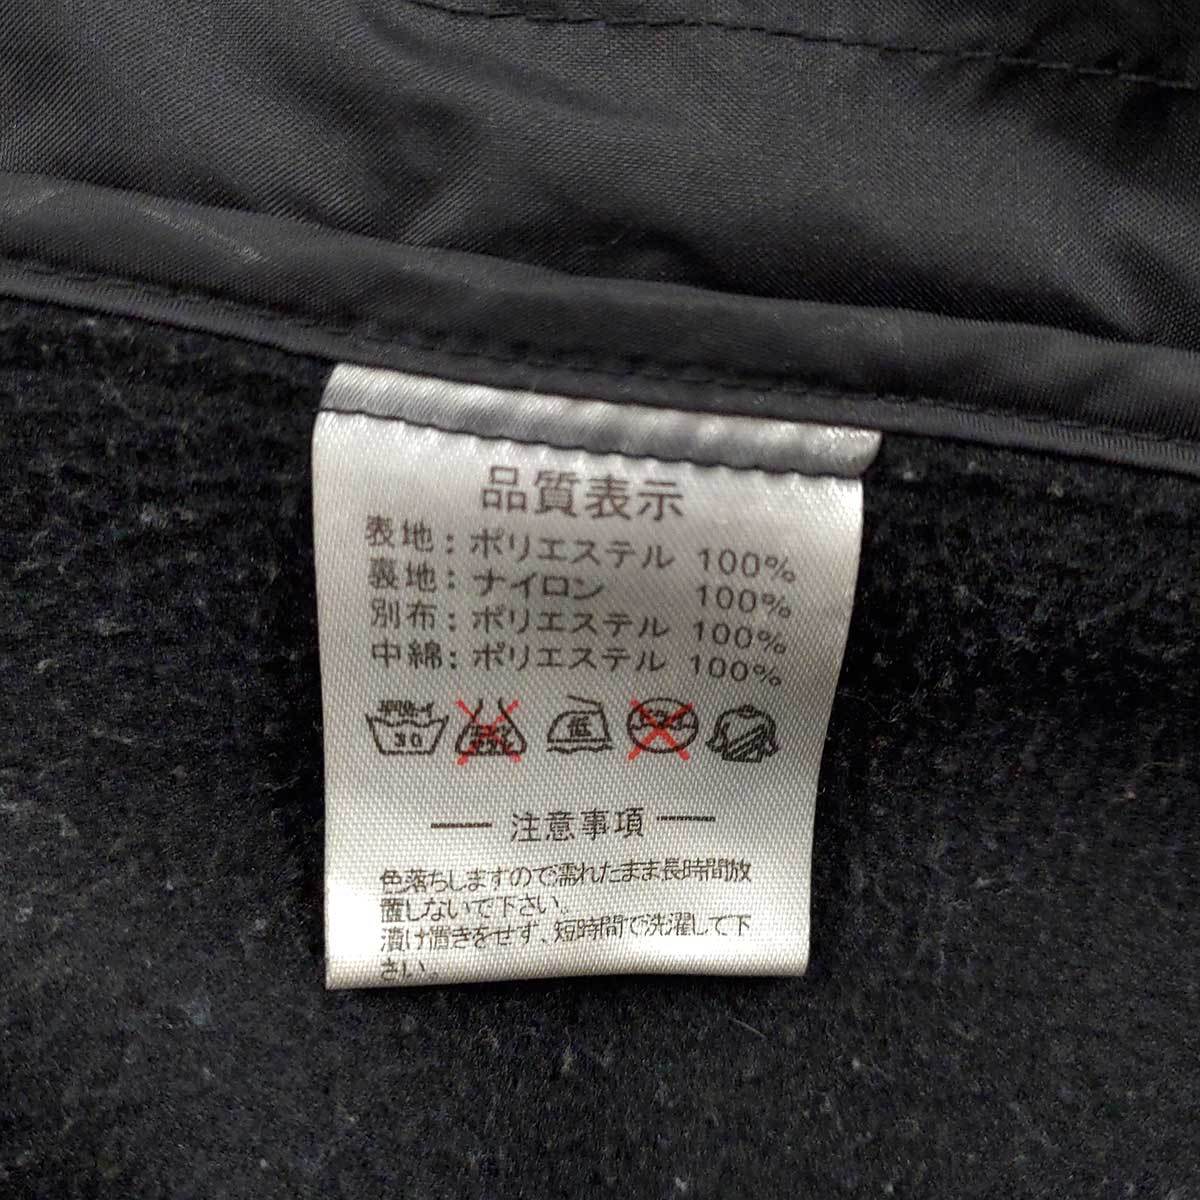 品質表示
表地:ポリエステル 100%
裏地:ナイロン 100%
別布:ポリエステル 100%
中綿:ポリエステル 100%
30 低
注意事項
色落ちしますので濡れたまま長時間放
置しないで下さい。
漬け置きをせず、短時間で洗濯して下
さい。